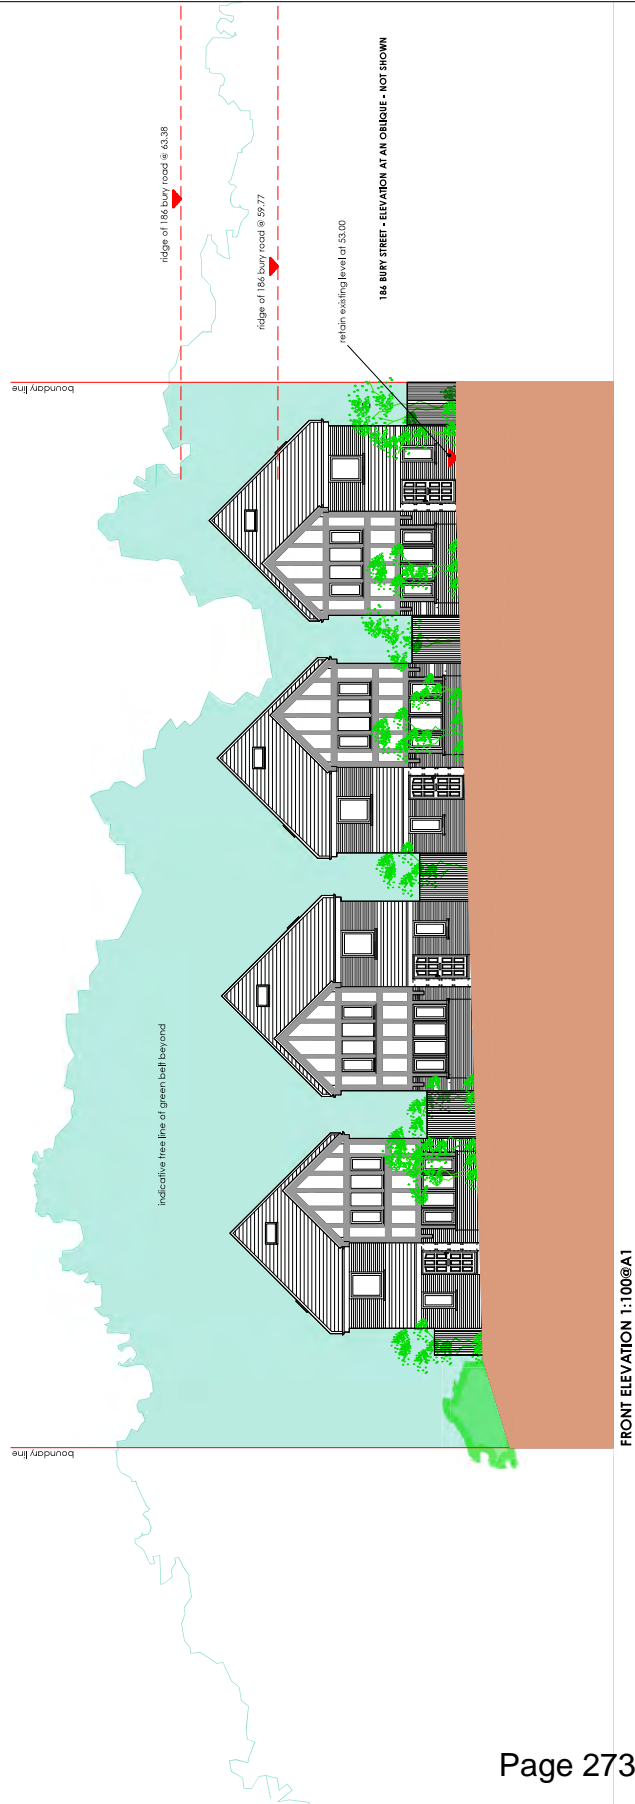 ridge of 186 bury road @ 63.38
ridge of 186 bury road @ 59.77
retain existing level at 53.00
186 BURY STREET - ELEVATION AT AN OBLIQUE - NOT SHOWN
boundary line
indicative tree line of green belt beyond
boundary line
FRONT ELEVATION 1:100@A1
Page 273